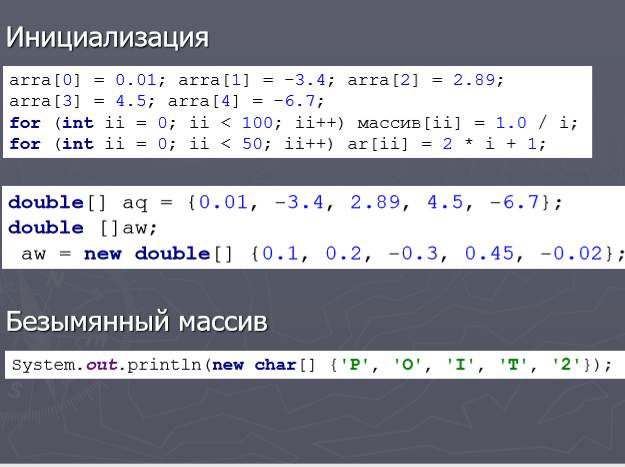 Инициализация
arra[0] = 0.01; arra[1] = -3.4; arra[2] = 2.89;
arra[3] = 4.5; arra[4] = -6.7;
for (int ii = 0; ii < 100; ii++) массив[ii] = 1.0 / i;
for (int ii = 0; ii < 50; ii++) ar[ii] = 2 * i + 1;
double[] aq = {0.01, -3.4, 2.89, 4.5, -6.7};
double []aw;
aw = new double[] {0.1, 0.2, -0.3, 0.45, -0.02};
Безымянный массив
System.out.println(new char[] {'P', 'O', 'I', 'T', '2'});